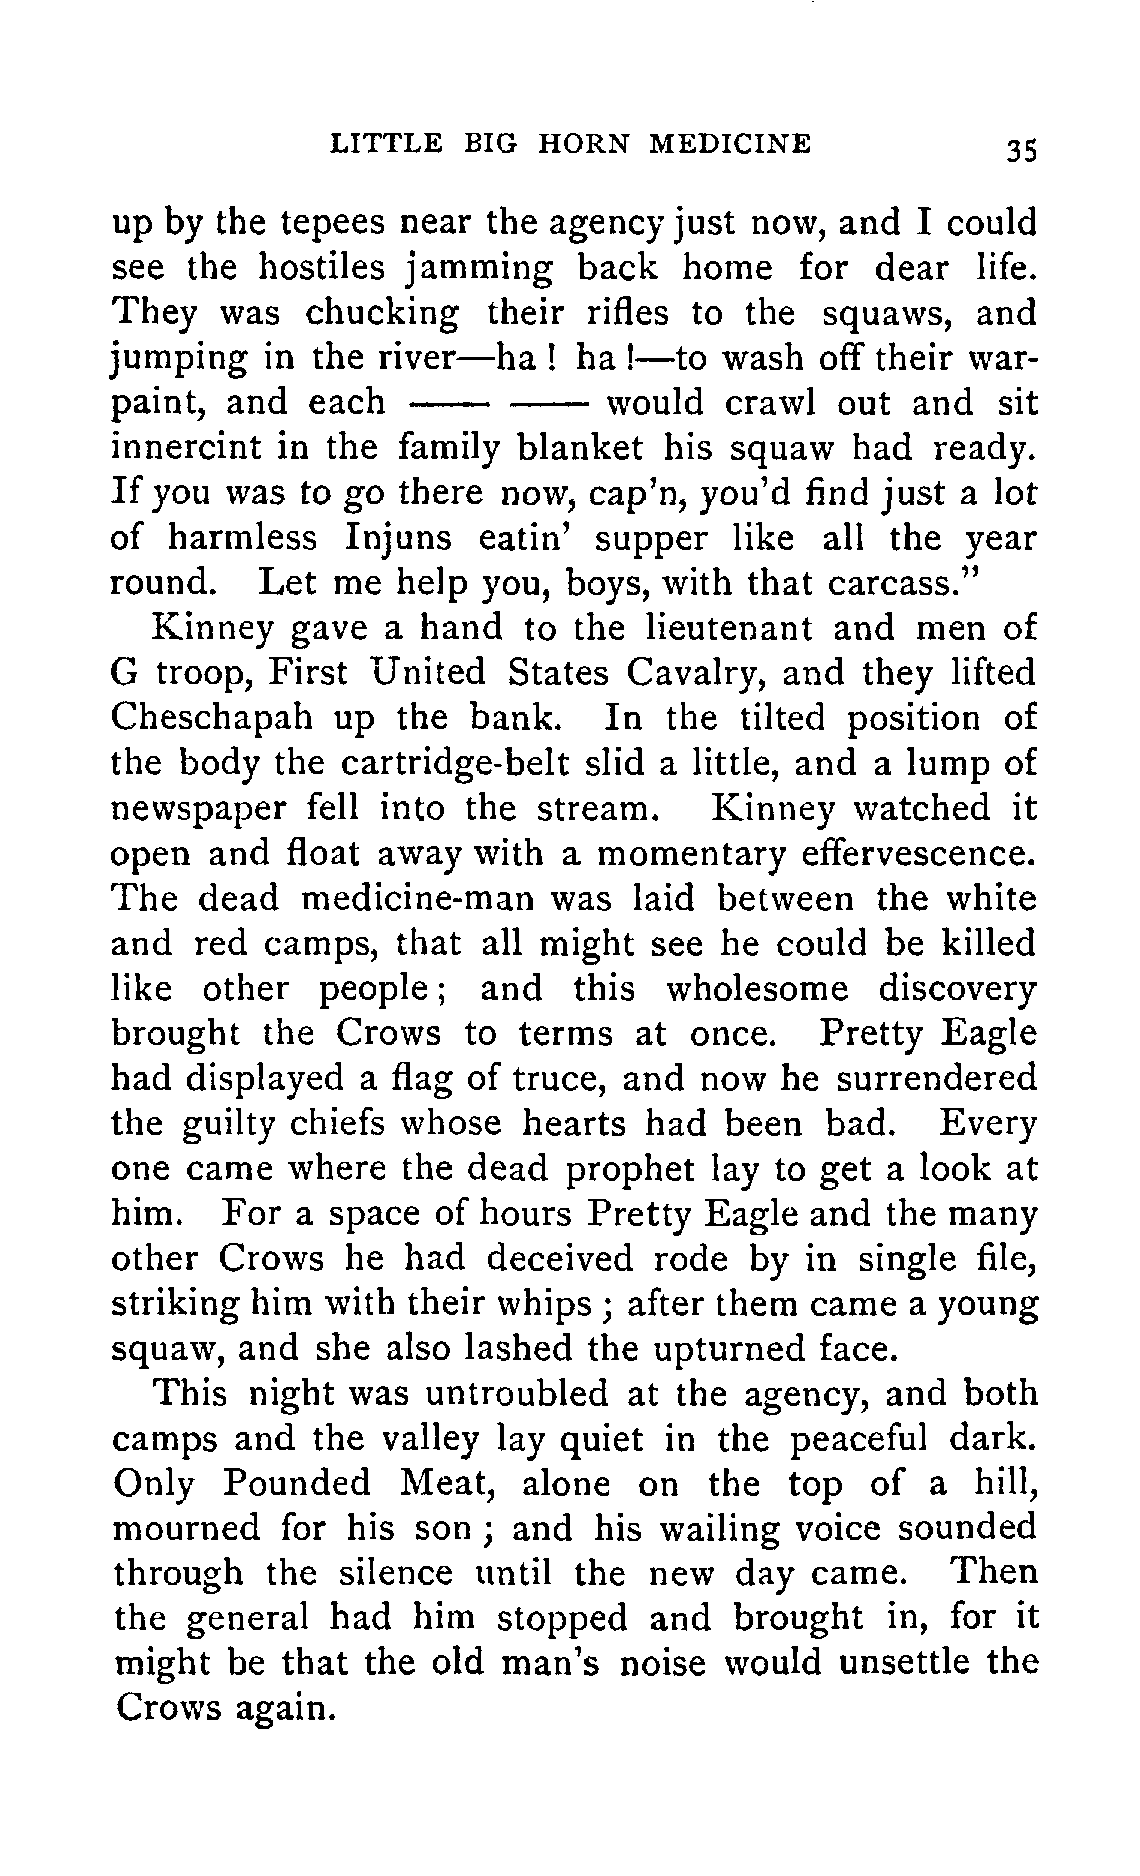 LITTLE BIG HORN MEDICINE 35
up by the tepees near the agency just now, and I could
see the hostiles jamming back home for dear life.
They was chucking their rifles to the squaws, and
jumping in the river—ha ! ha !—to wash off their war-
paint, and each —— —— would crawl out and sit
innercint in the family blanket his squaw had ready.
If you was to go there now, cap’n, you’d find just a lot
of harmless Injuns eatin’ supper like all the year
round. Let me help you, boys, with that carcass.”
Kinney gave a hand to the lieutenant and men of
G troop, First United States Cavalry, and they lifted
Cheschapah up the bank. In the tilted position of
the body the cartridge-belt slid a little, and a lump of
newspaper fell into the stream. Kinney watched it
open and float away with a momentary effervescence.
The dead medicine-man was laid between the white
and red camps, that all might see he could be killed
like other people ; and this wholesome discovery
brought the Crows to terms at once. Pretty Eagle
had displayed a flag of truce, and now he surrendered
the guilty chiefs whose hearts had been bad. Every
one came where the dead prophet lay to get a look at
him. For a space of hours Pretty Eagle and the many
other Crows he had deceived rode by in single file,
striking him with their whips ; after them came a young
squaw, and she also lashed the upturned face.
This night was untroubled at the agency, and both
camps and the valley lay quiet in the peaceful dark.
Only Pounded Meat, alone on the top of a hill,
mourned for his son ; and his wailing voice sounded
through the silence until the new day came. Then
the general had him stopped and brought in, for it
might be that the old man’s noise would unsettle the
Crows again.